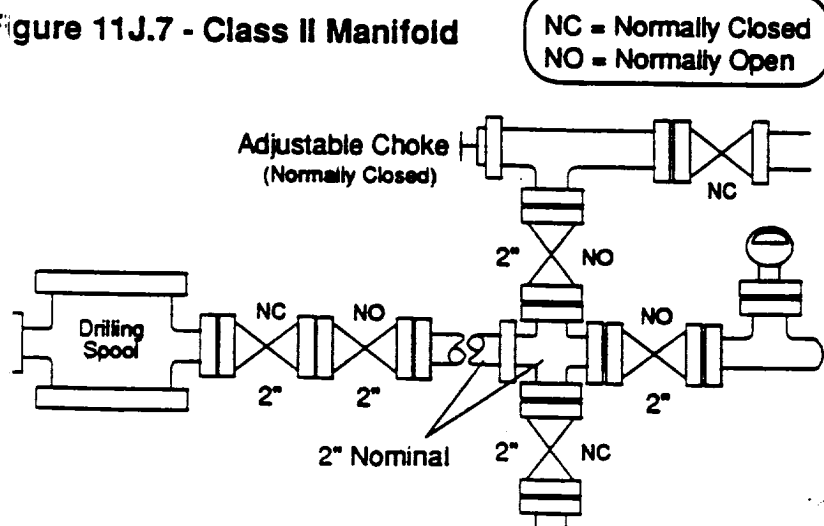 Figure 11J.7 - Class II Manifold
NC = Normally Closed
NO = Normally Open
Adjustable Choke
(Normally Closed)
NC
2" NO
Drilling
Spool
NC
NO
NO
2"
2"
2"
2" Nominal
2" NC